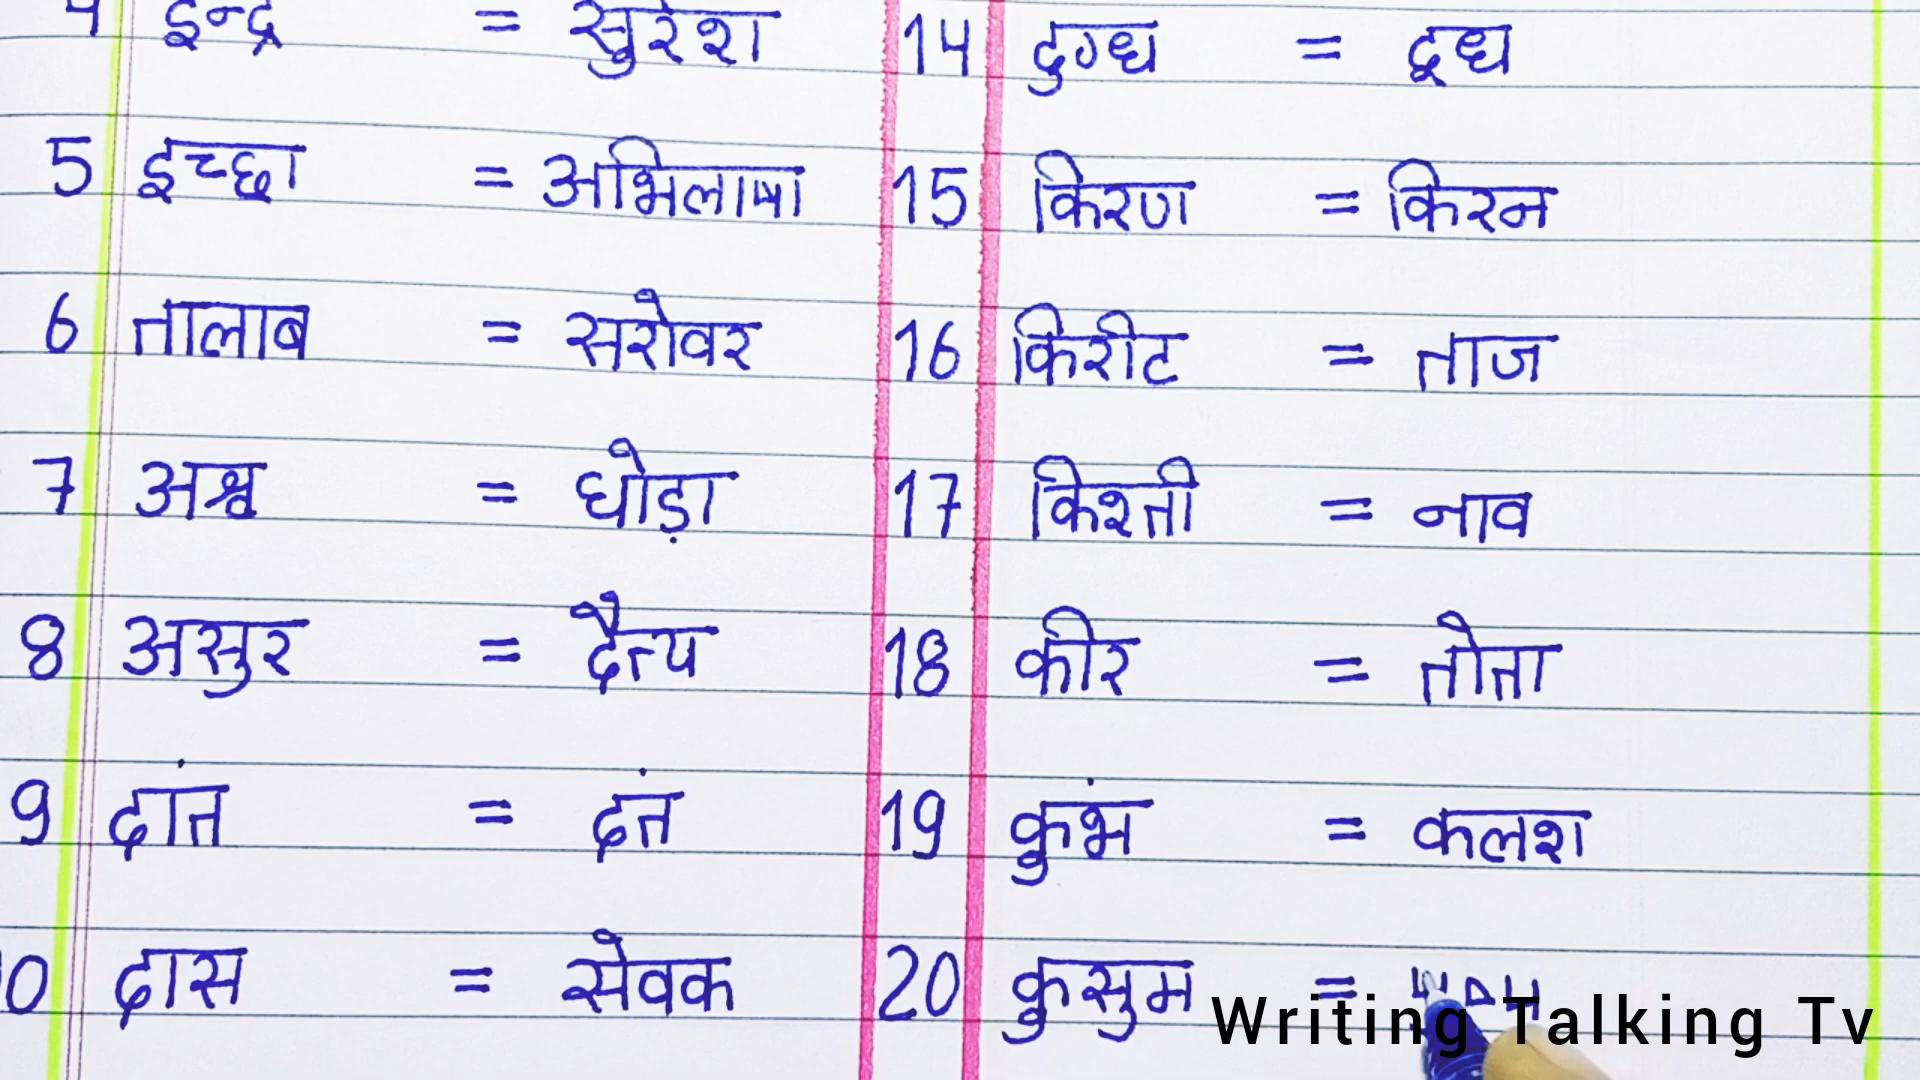 4 इन्द्र = सुरेश 14 दुग्ध = दूध
5 इच्छा = अभिलाषा 15 किरण = किरन
6 तालाब = सरोवर 16 किरीट = ताज
7 अश्व = घोड़ा 17 किश्ती = नाव
8 असुर = दैत्य 18 कीर = तोता
9 दांत = दंत 19 कुंभ = कलश
10 दास = सेवक 20 कुसुम =
Writing Talking Tv